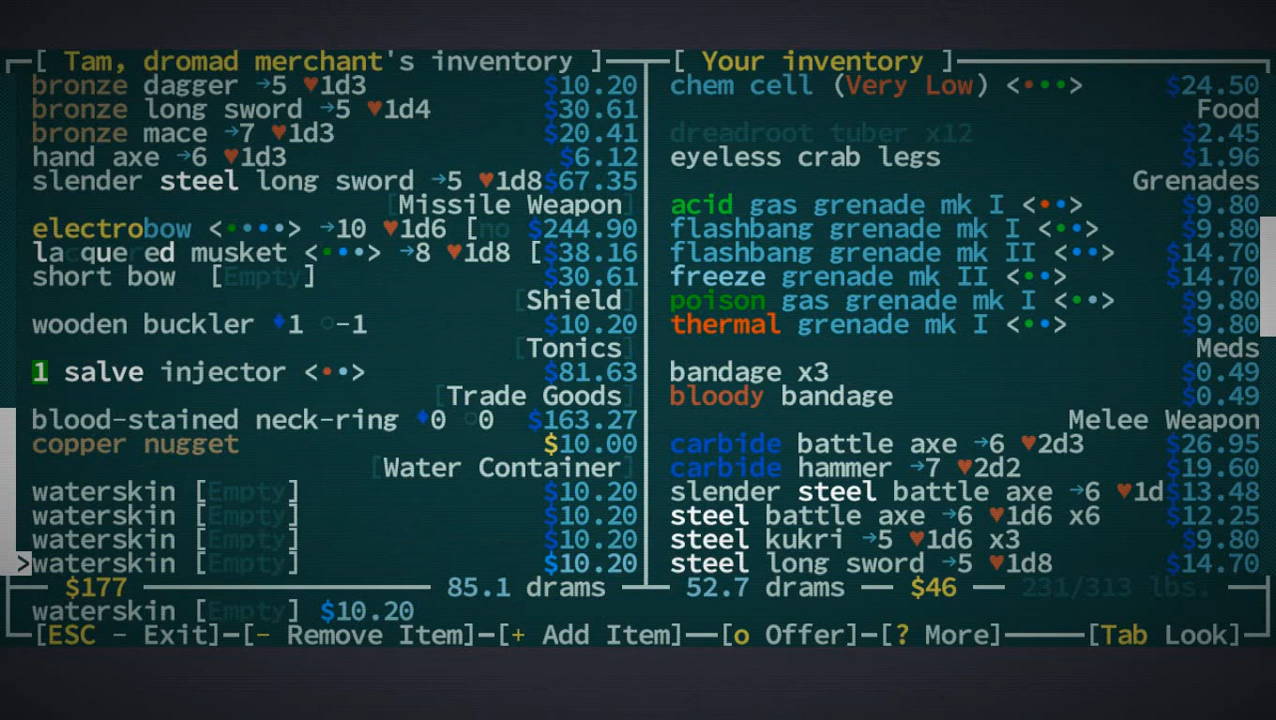 [ Tam, dromad merchant's inventory ]
bronze dagger →5 ♥1d3 $10.20
bronze long sword →5 ♥1d4 $30.61
bronze mace →7 ♥1d3 $20.41
hand axe →6 ♥1d3 $6.12
slender steel long sword →5 ♥1d8 $67.35
[Missile Weapon]
electrobow <••••> →10 ♥1d6 [no $244.90
lacquered musket <•••> →8 ♥1d8 [ $38.16
short bow [Empty] $30.61
[Shield]
wooden buckler ♦1 ○-1 $10.20
[Tonics]
1 salve injector <•••> $81.63
[Trade Goods]
blood-stained neck-ring ♦0 ○0 $163.27
copper nugget $10.00
[Water Container]
waterskin [Empty] $10.20
waterskin [Empty] $10.20
waterskin [Empty] $10.20
>waterskin [Empty] $10.20
$177 85.1 drams
[ Your inventory ]
chem cell (Very Low) <•••> $24.50
Food
dreadroot tuber x12 $2.45
eyeless crab legs $1.96
Grenades
acid gas grenade mk I <••> $9.80
flashbang grenade mk I <••> $9.80
flashbang grenade mk II <•••> $14.70
freeze grenade mk II <••> $14.70
poison gas grenade mk I <••> $9.80
thermal grenade mk I <••> $9.80
Meds
bandage x3 $0.49
bloody bandage $0.49
Melee Weapon
carbide battle axe →6 ♥2d3 $26.95
carbide hammer →7 ♥2d2 $19.60
slender steel battle axe →6 ♥1d $13.48
steel battle axe →6 ♥1d6 x6 $12.25
steel kukri →5 ♥1d6 x3 $9.80
steel long sword →5 ♥1d8 $14.70
52.7 drams $46 231/313 lbs.
waterskin [Empty] $10.20
[ESC - Exit] [- Remove Item] [+ Add Item] [o Offer] [? More] [Tab Look]